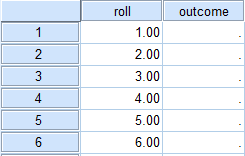 roll outcome
1 1.00 .
2 2.00 .
3 3.00 .
4 4.00 .
5 5.00 .
6 6.00 .